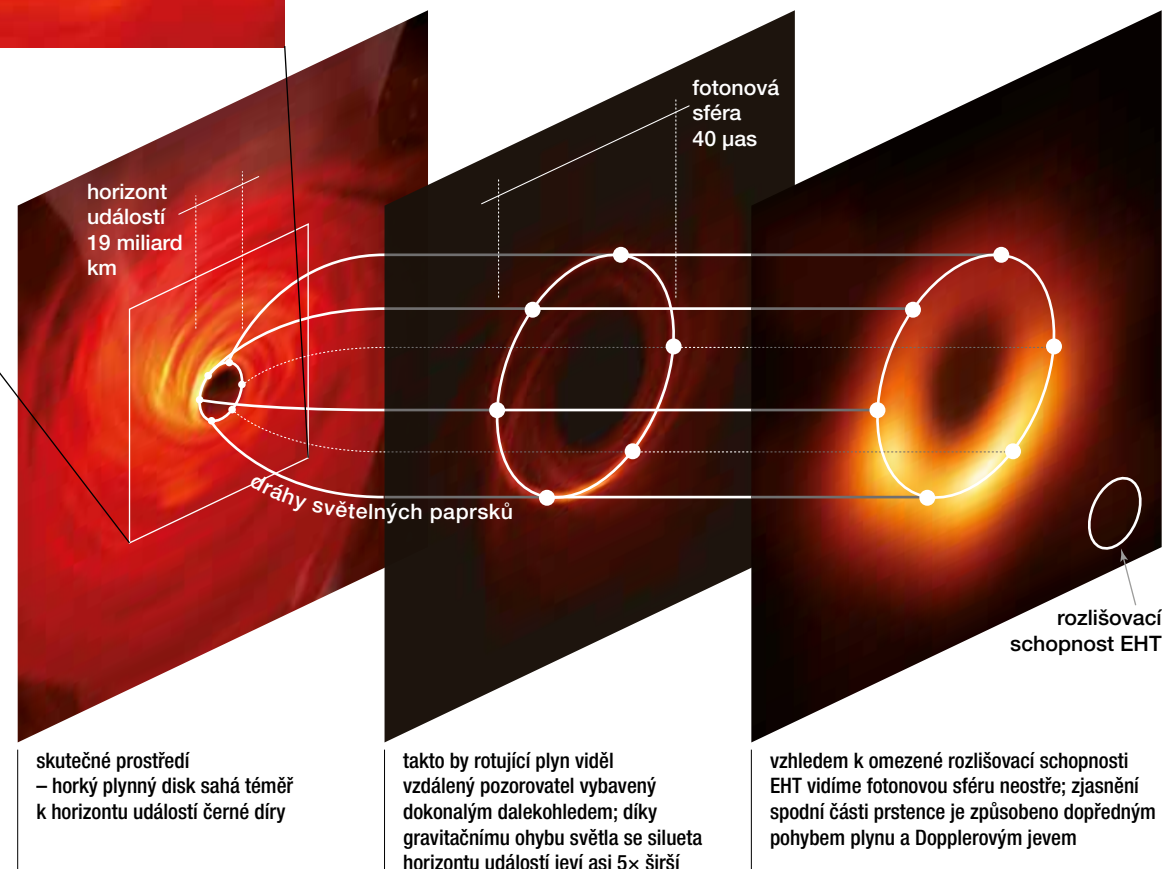 horizont
událostí
19 miliard
km
fotonová
sféra
40 µas
dráhy světelných paprsků
rozlišovací
schopnost EHT
skutečné prostředí
– horký plynný disk sahá téměř
k horizontu událostí černé díry
takto by rotující plyn viděl
vzdálený pozorovatel vybavený
dokonalým dalekohledem; díky
gravitačnímu ohybu světla se silueta
horizontu událostí jeví asi 5× širší
vzhledem k omezené rozlišovací schopnosti
EHT vidíme fotonovou sféru neostře; zjasnění
spodní části prstence je způsobeno dopředným
pohybem plynu a Dopplerovým jevem